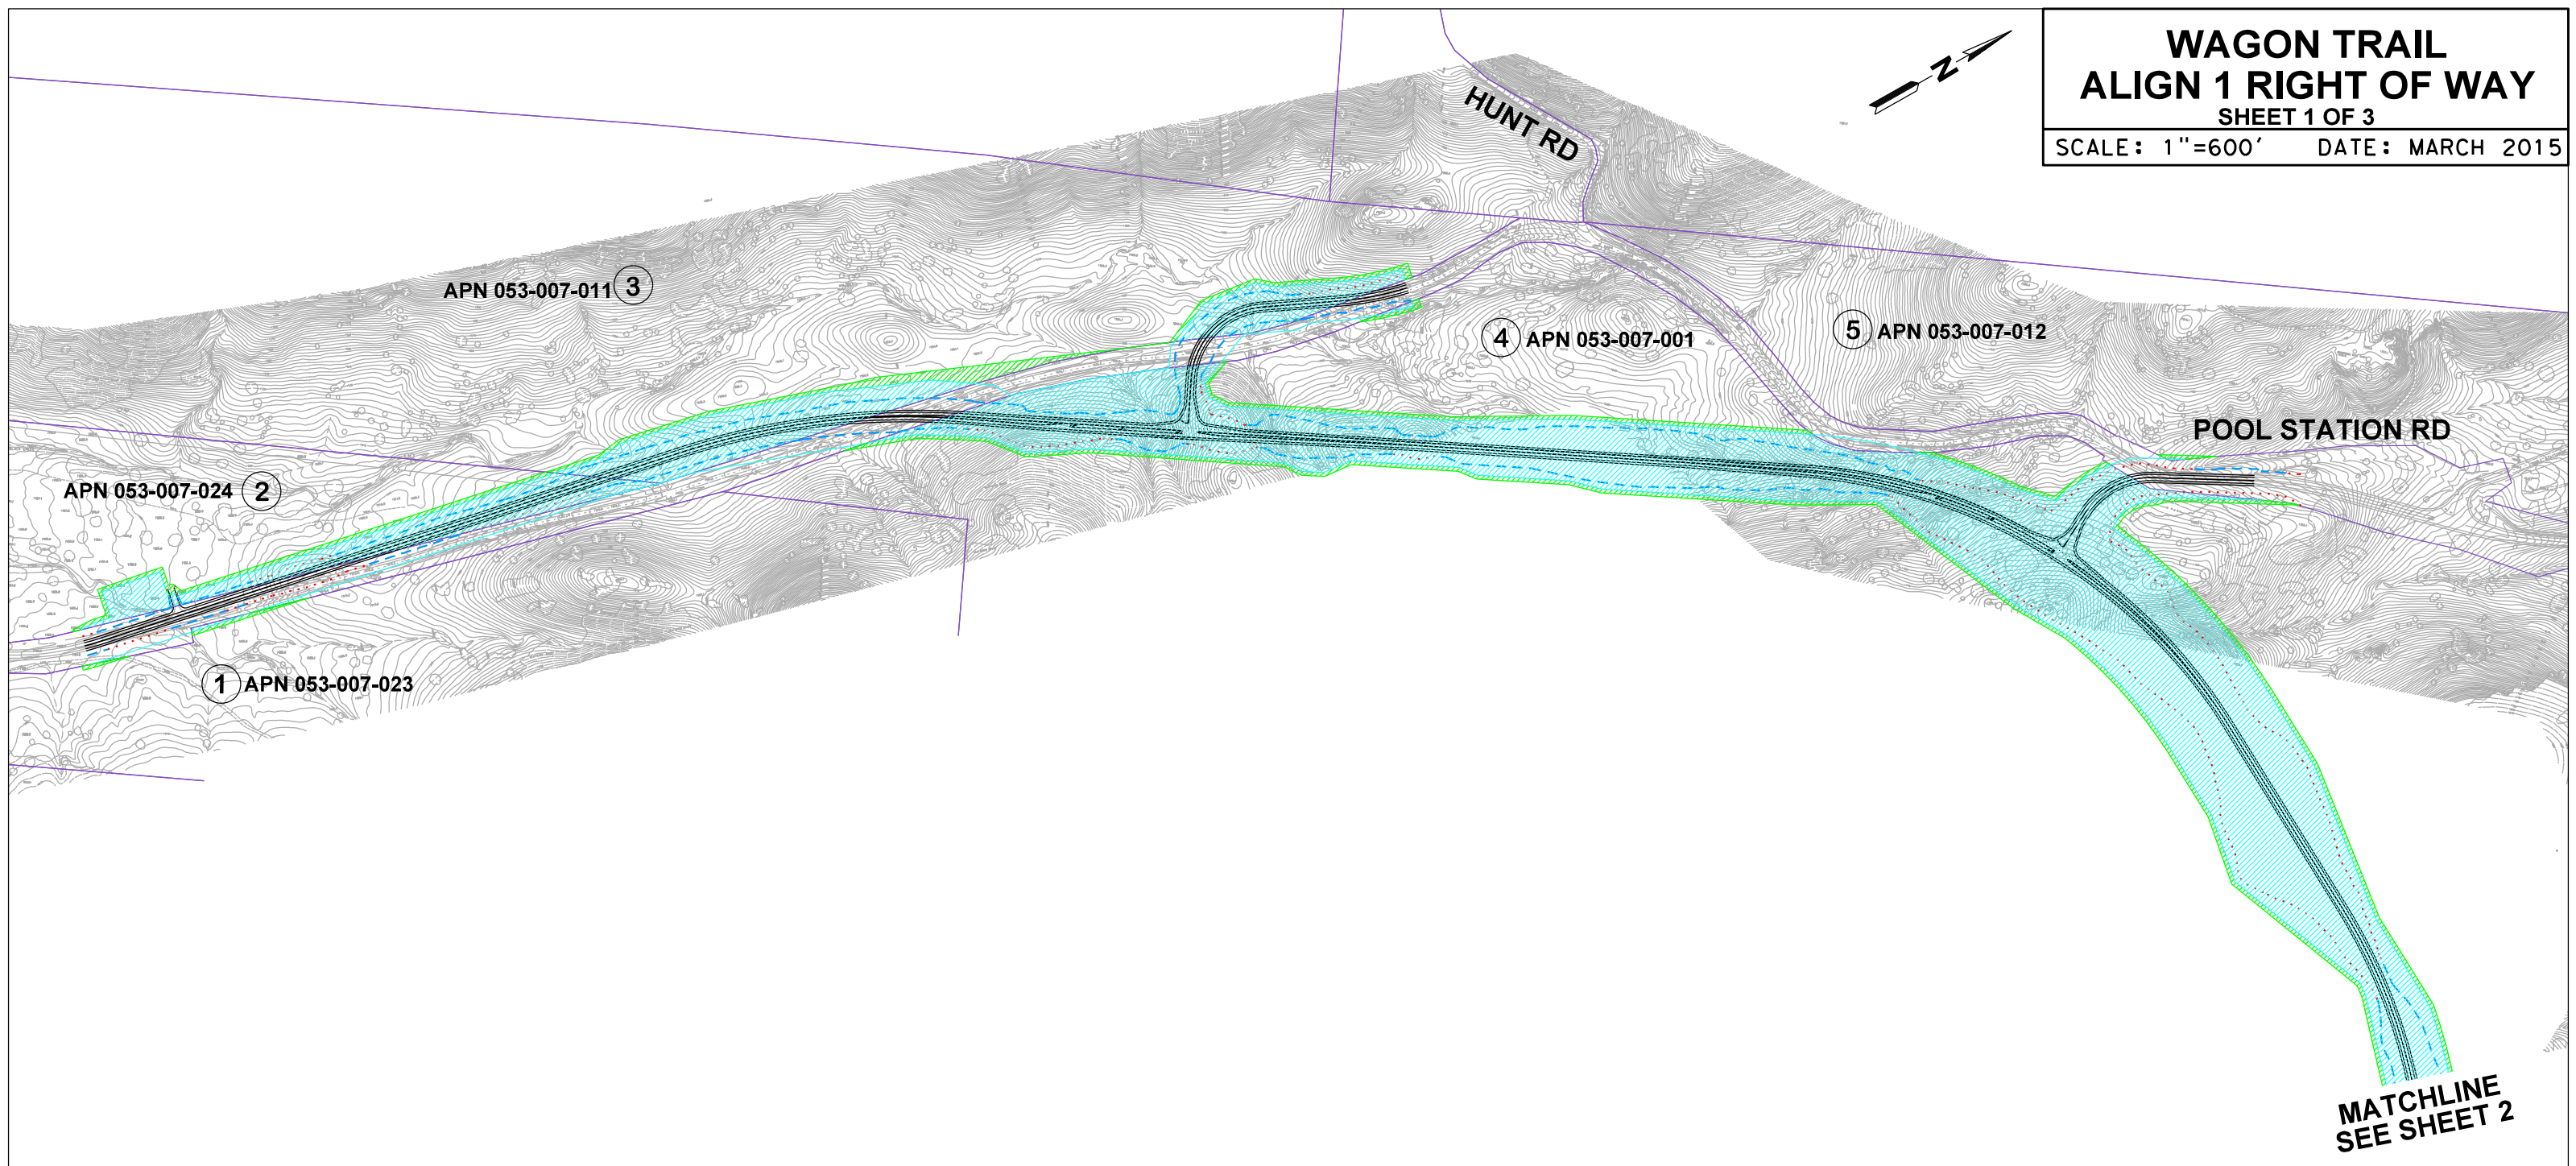 WAGON TRAIL
ALIGN 1 RIGHT OF WAY
SHEET 1 OF 3
SCALE: 1"=600' DATE: MARCH 2015
N
HUNT RD
APN 053-007-011 3
4 APN 053-007-001
5 APN 053-007-012
POOL STATION RD
APN 053-007-024 2
1 APN 053-007-023
MATCHLINE
SEE SHEET 2